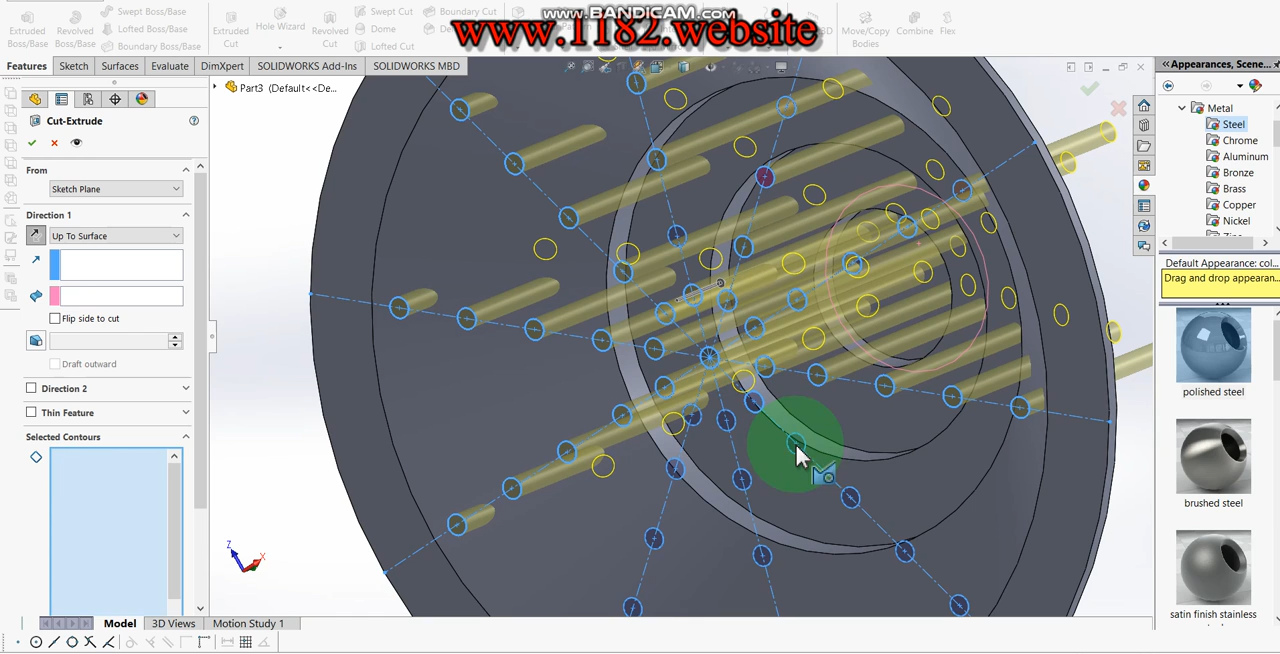 www.BANDICAM.com
www.1182.website
Extruded Boss/Base
Revolved Boss/Base
Swept Boss/Base
Lofted Boss/Base
Boundary Boss/Base
Extruded Cut
Hole Wizard
Revolved Cut
Swept Cut
Dome
Lofted Cut
Boundary Cut
Move/Copy Bodies
Combine
Flex
Features
Sketch
Surfaces
Evaluate
DimXpert
SOLIDWORKS Add-Ins
SOLIDWORKS MBD
Part3 (Default<<De...
Cut-Extrude
From
Sketch Plane
Direction 1
Up To Surface
Flip side to cut
Draft outward
Direction 2
Thin Feature
Selected Contours
Z
X
Model
3D Views
Motion Study 1
Appearances, Scene...
Metal
Steel
Chrome
Aluminum
Bronze
Brass
Copper
Nickel
Default Appearance: col...
Drag and drop appearan...
polished steel
brushed steel
satin finish stainless